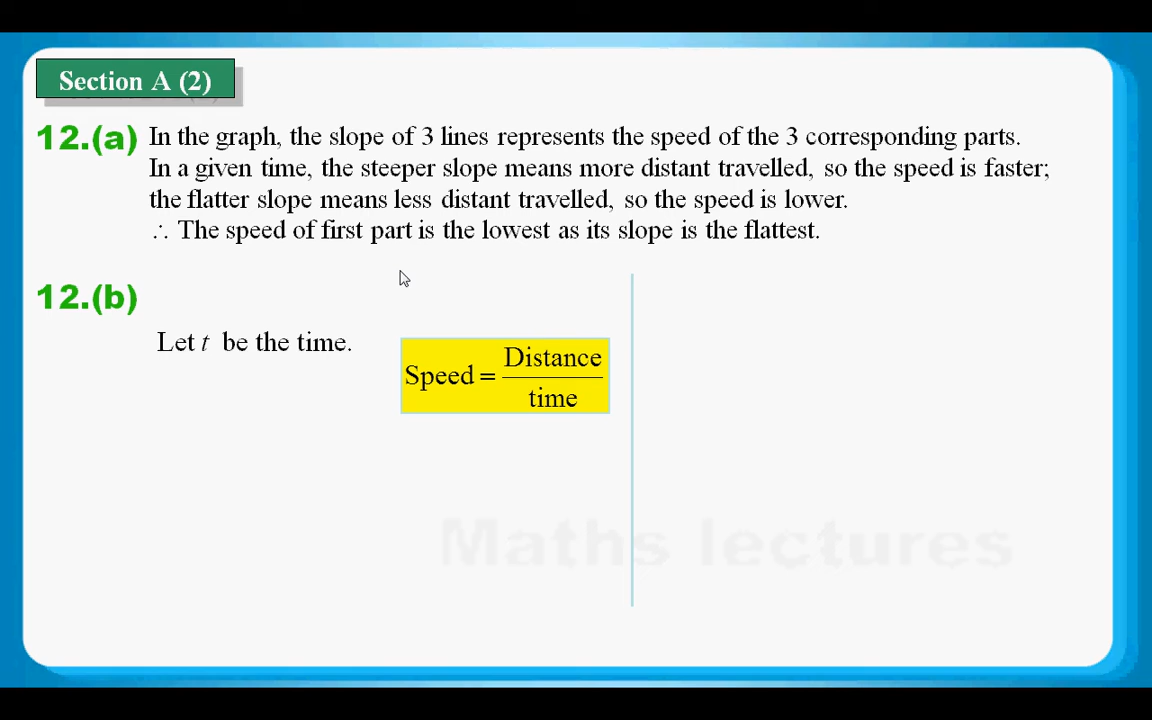 Section A (2)
12.(a) In the graph, the slope of 3 lines represents the speed of the 3 corresponding parts.
In a given time, the steeper slope means more distant travelled, so the speed is faster;
the flatter slope means less distant travelled, so the speed is lower.
∴ The speed of first part is the lowest as its slope is the flattest.
12.(b)
Let t be the time.
Speed = Distance / time
Maths lectures